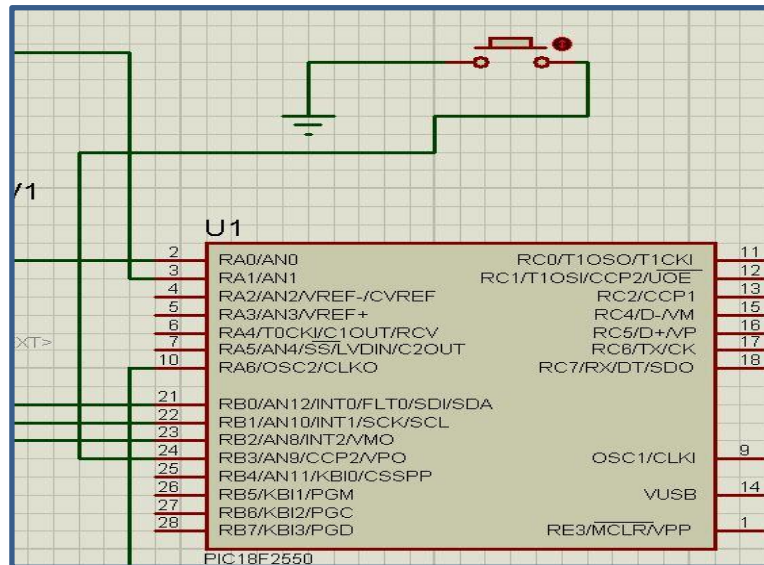 /1
U1
2 RA0/AN0 RC0/T1OSO/T1CKI 11
3 RA1/AN1 RC1/T1OSI/CCP2/UOE 12
4 RA2/AN2/VREF-/CVREF RC2/CCP1 13
5 RA3/AN3/VREF+ RC4/D-/VM 15
6 RA4/T0CKI/C1OUT/RCV RC5/D+/VP 16
7 RA5/AN4/SS/LVDIN/C2OUT RC6/TX/CK 17
10 RA6/OSC2/CLKO RC7/RX/DT/SDO 18
XT>
21 RB0/AN12/INT0/FLT0/SDI/SDA
22 RB1/AN10/INT1/SCK/SCL
23 RB2/AN8/INT2/VMO
24 RB3/AN9/CCP2/VPO OSC1/CLKI 9
25 RB4/AN11/KBI0/CSSPP
26 RB5/KBI1/PGM VUSB 14
27 RB6/KBI2/PGC
28 RB7/KBI3/PGD RE3/MCLR/VPP 1
PIC18F2550